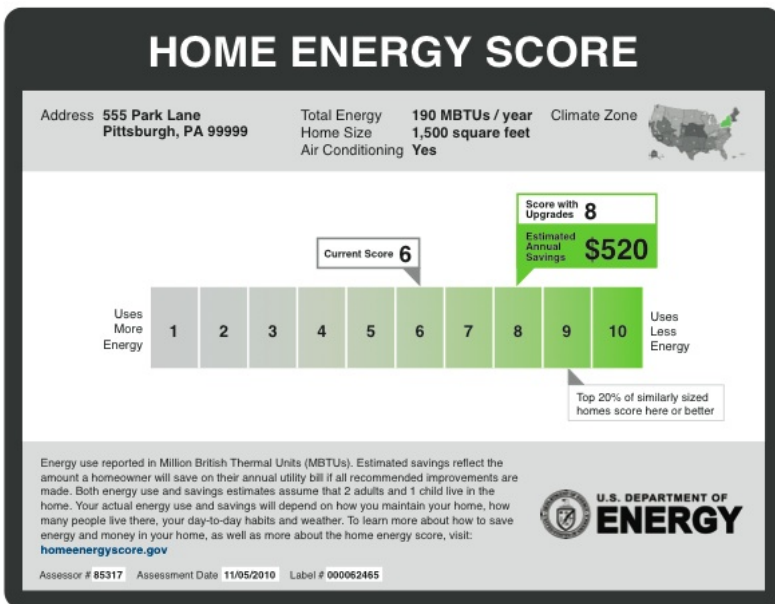 HOME ENERGY SCORE
Address 555 Park Lane
Pittsburgh, PA 99999
Total Energy 190 MBTUs / year
Home Size 1,500 square feet
Air Conditioning Yes
Climate Zone
Score with
Upgrades 8
Estimated
Annual
Savings $520
Current Score 6
Uses
More
Energy
1 2 3 4 5 6 7 8 9 10
Uses
Less
Energy
Top 20% of similarly sized
homes score here or better
Energy use reported in Million British Thermal Units (MBTUs). Estimated savings reflect the
amount a homeowner will save on their annual utility bill if all recommended improvements are
made. Both energy use and savings estimates assume that 2 adults and 1 child live in the
home. Your actual energy use and savings will depend on how you maintain your home, how
many people live there, your day-to-day habits and weather. To learn more about how to save
energy and money in your home, as well as more about the home energy score, visit:
homeenergyscore.gov
U.S. DEPARTMENT OF
ENERGY
Assessor # 85317 Assessment Date 11/05/2010 Label # 000062465